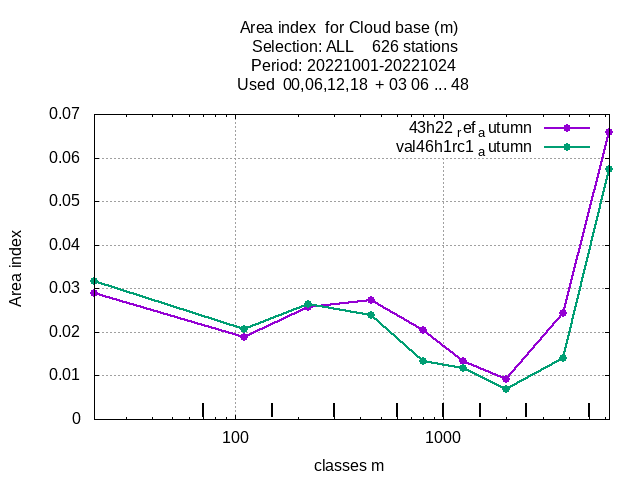 Area index  for Cloud base (m)
Selection: ALL    626 stations
Period: 20221001-20221024
Used  00,06,12,18  + 03 06 ... 48
43h22 ref autumn
val46h1rc1 autumn
0.07
0.06
0.05
0.04
0.03
0.02
0.01
0
Area index
100 1000
classes m